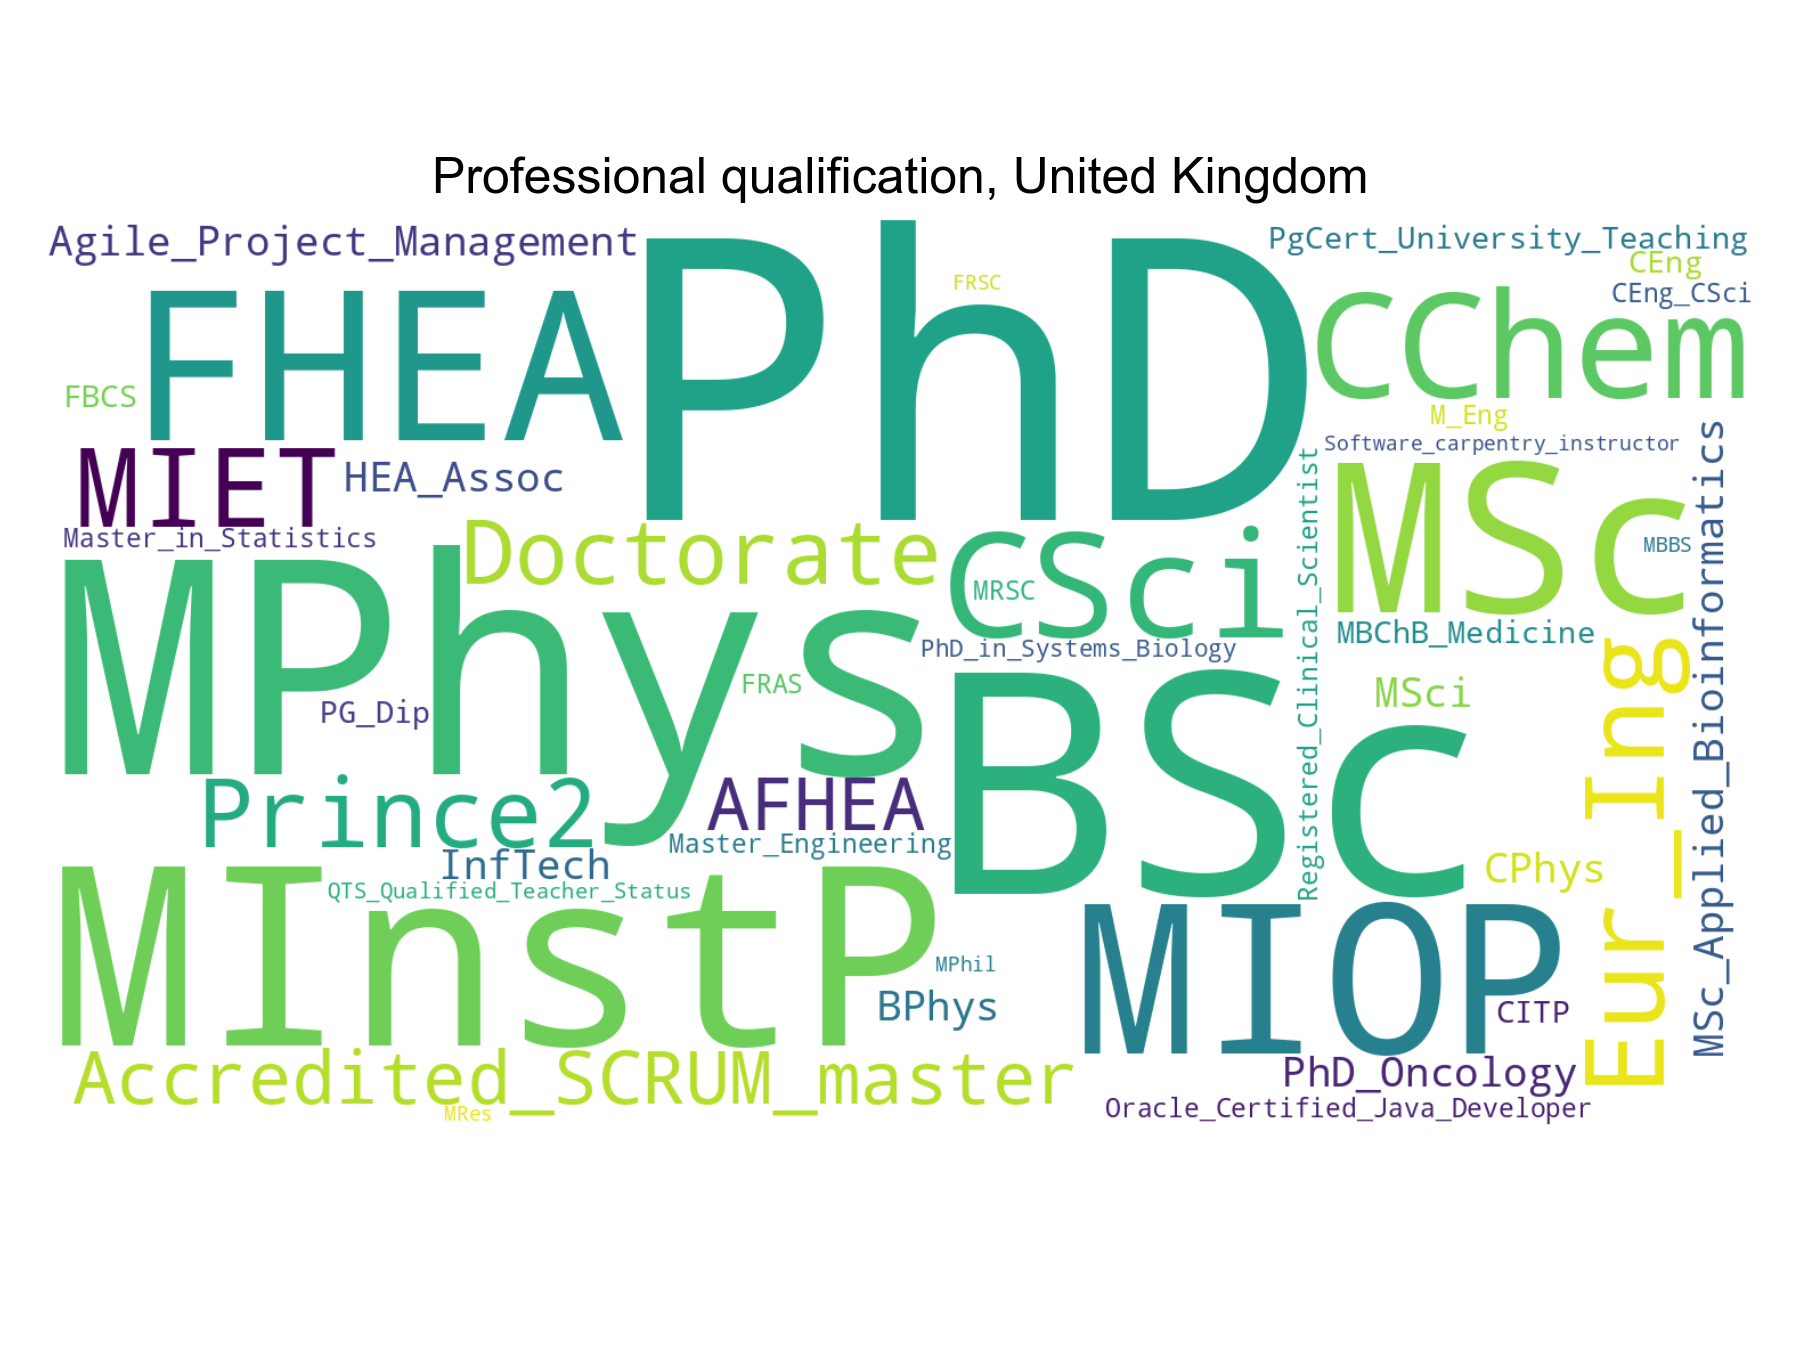 Professional qualification, United Kingdom
Agile_Project_Management
PhD
FRSC
PgCert_University_Teaching
CEng
CEng_CSci
FHEA
CChem
FBCS
M_Eng
Software_carpentry_instructor
MIET
HEA_Assoc
MSc
MBBS
Master_in_Statistics
Doctorate
CSci
MRSC
Registered_Clinical_Scientist
MSc_Applied_Bioinformatics
MPhys
PhD_in_Systems_Biology
MBChB_Medicine
FRAS
PG_Dip
BSc
MSci
Eur_Ing
Prince2
AFHEA
Master_Engineering
InfTech
QTS_Qualified_Teacher_Status
CPhys
MInstP
MPhil
BPhys
MIOP
CITP
Accredited_SCRUM_master
PhD_Oncology
MRes
Oracle_Certified_Java_Developer